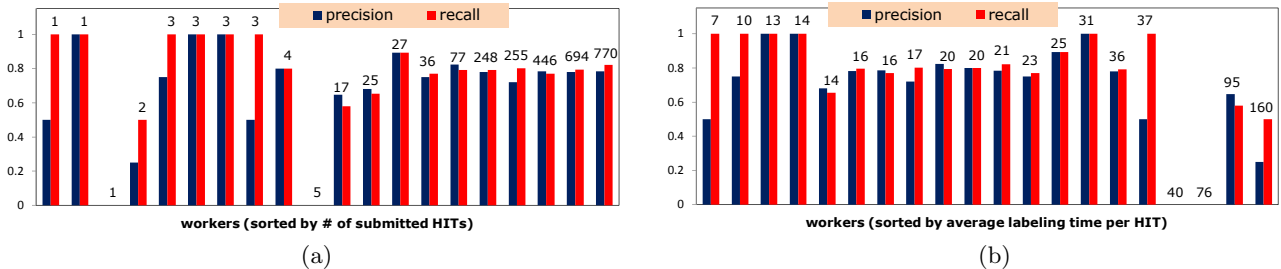 precision recall
1 1 3 3 3 3 27
4 77 248 255 446 694 770
1
0.8
0.6
0.4
0.2
0
17 25 36
2
1 5
workers (sorted by # of submitted HITs)
(a)
precision recall
7 10 13 14 31 37
1
0.8
0.6
0.4
0.2
0
14 16 16 17 20 20 21 23 25 36
95
160
40 76
workers (sorted by average labeling time per HIT)
(b)